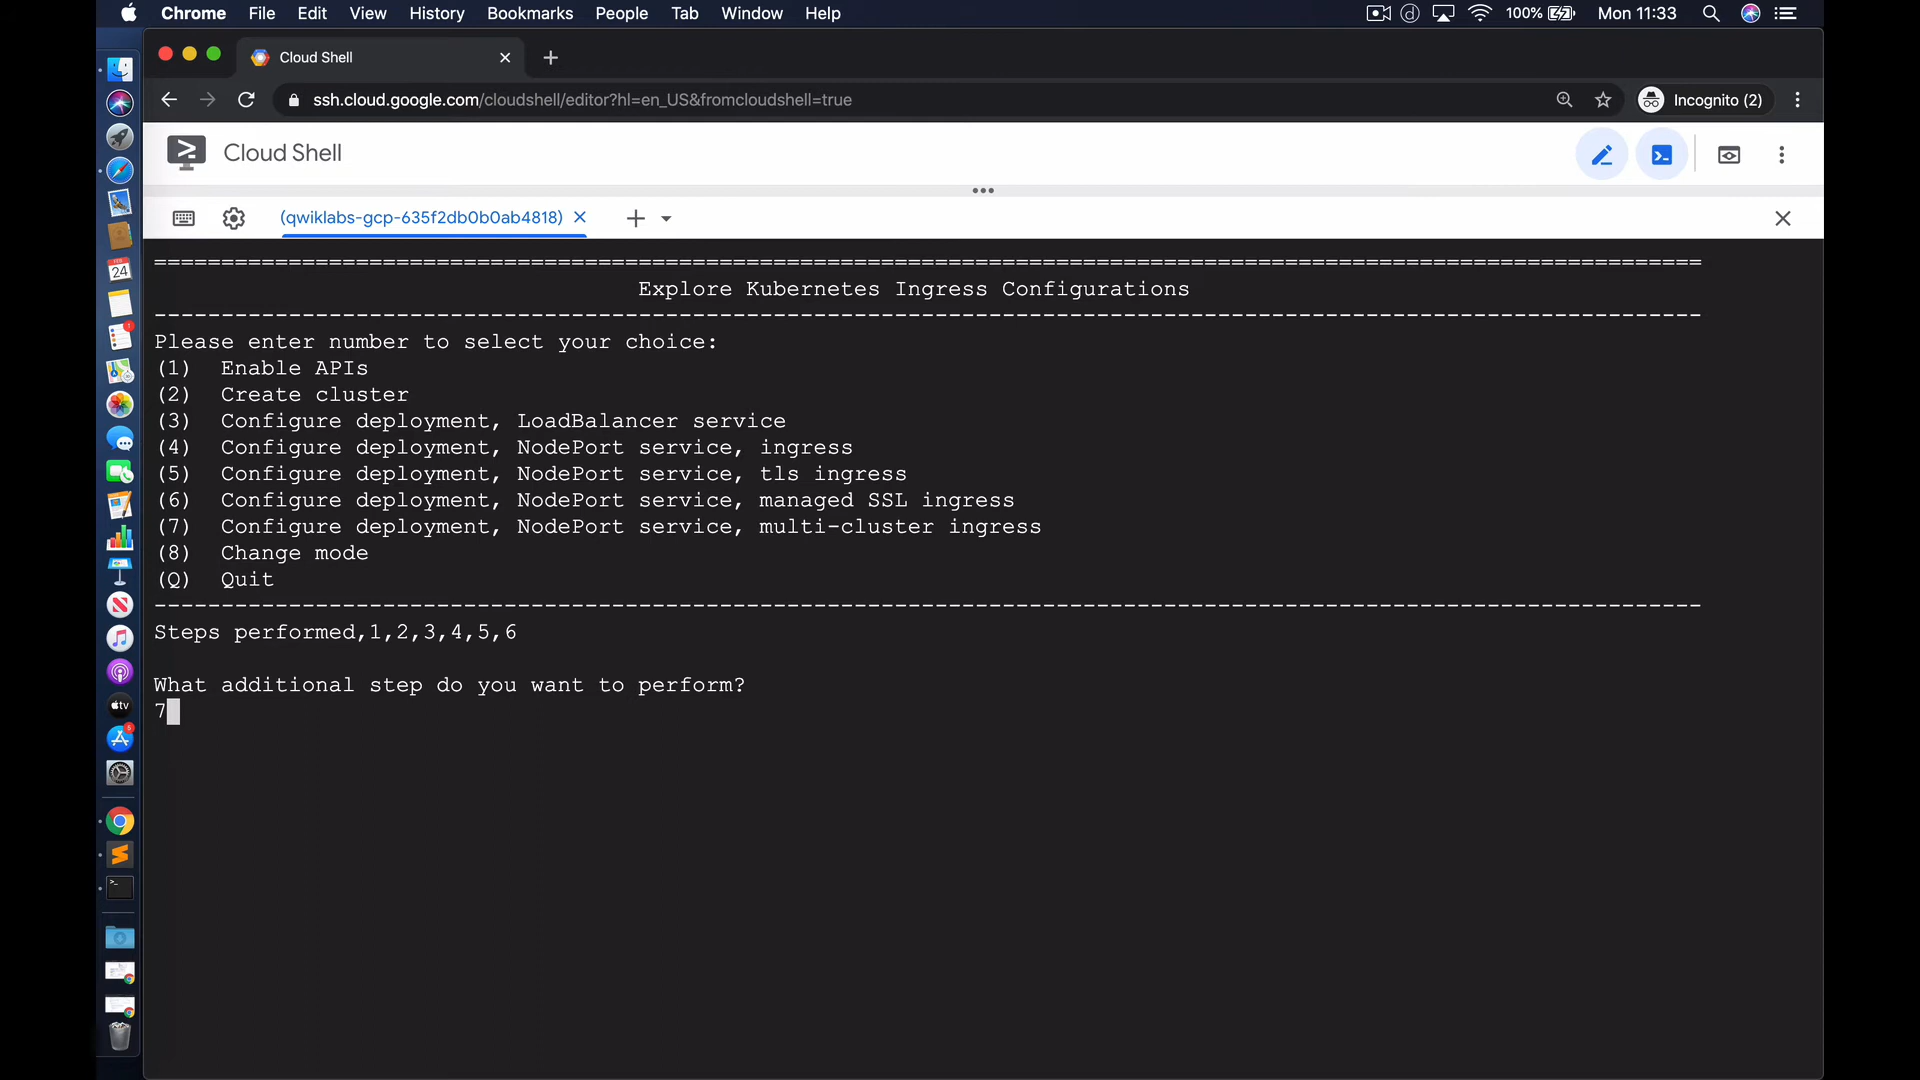 Chrome File Edit View History Bookmarks People Tab Window Help 100% Mon 11:33
Cloud Shell
ssh.cloud.google.com/cloudshell/editor?hl=en_US&fromcloudshell=true Incognito (2)
Cloud Shell
(qwiklabs-gcp-635f2db0b0ab4818)
================================================================================
Explore Kubernetes Ingress Configurations
--------------------------------------------------------------------------------
Please enter number to select your choice:
(1) Enable APIs
(2) Create cluster
(3) Configure deployment, LoadBalancer service
(4) Configure deployment, NodePort service, ingress
(5) Configure deployment, NodePort service, tls ingress
(6) Configure deployment, NodePort service, managed SSL ingress
(7) Configure deployment, NodePort service, multi-cluster ingress
(8) Change mode
(Q) Quit
--------------------------------------------------------------------------------
Steps performed,1,2,3,4,5,6
What additional step do you want to perform?
7
24
1
tv
5